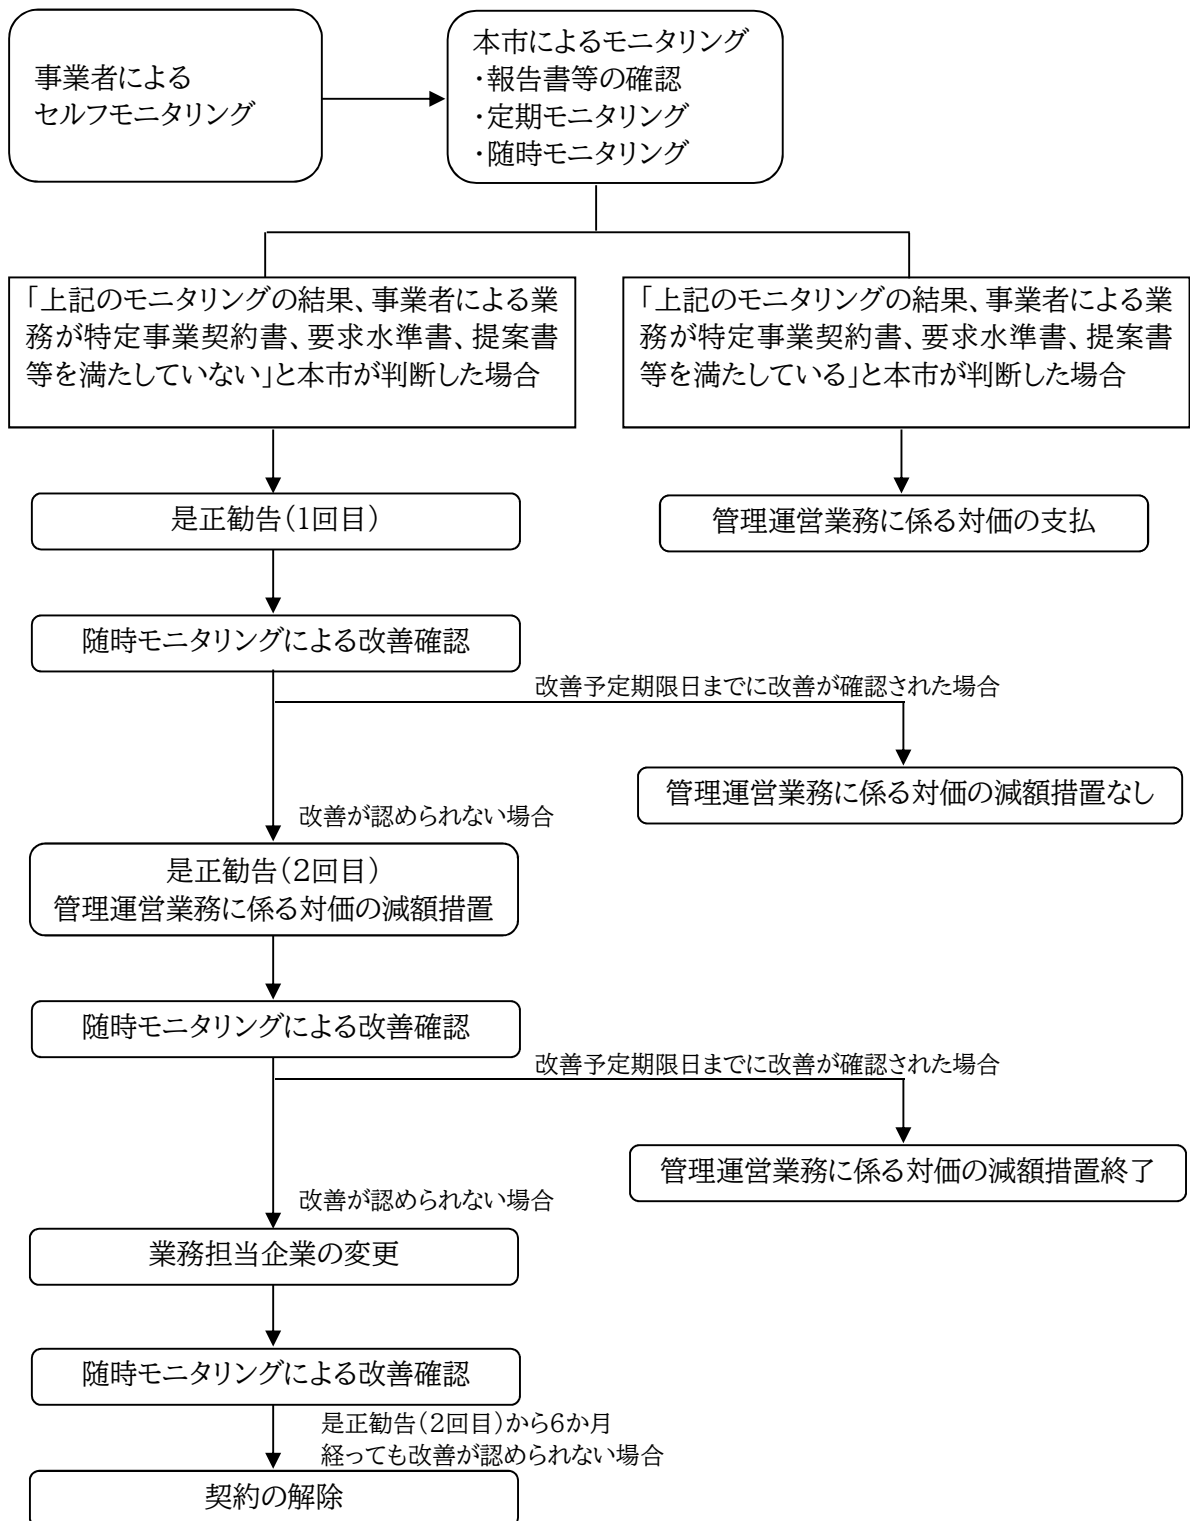 事業者による
セルフモニタリング
本市によるモニタリング
・報告書等の確認
・定期モニタリング
・随時モニタリング
「上記のモニタリングの結果、事業者による業
務が特定事業契約書、要求水準書、提案書
等を満たしていない」と本市が判断した場合
「上記のモニタリングの結果、事業者による業
務が特定事業契約書、要求水準書、提案書
等を満たしている」と本市が判断した場合
是正勧告（1回目）
管理運営業務に係る対価の支払
随時モニタリングによる改善確認
改善予定期限日までに改善が確認された場合
管理運営業務に係る対価の減額措置なし
改善が認められない場合
是正勧告（2回目）
管理運営業務に係る対価の減額措置
随時モニタリングによる改善確認
改善予定期限日までに改善が確認された場合
管理運営業務に係る対価の減額措置終了
改善が認められない場合
業務担当企業の変更
随時モニタリングによる改善確認
是正勧告（2回目）から6か月
経っても改善が認められない場合
契約の解除